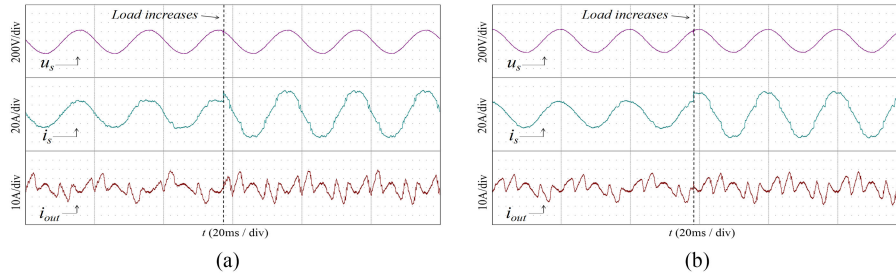 Load increases
200V/div
u_s
20A/div
i_s
10A/div
i_out
t (20ms / div)
(a)
Load increases
200V/div
u_s
20A/div
i_s
10A/div
i_out
t (20ms / div)
(b)